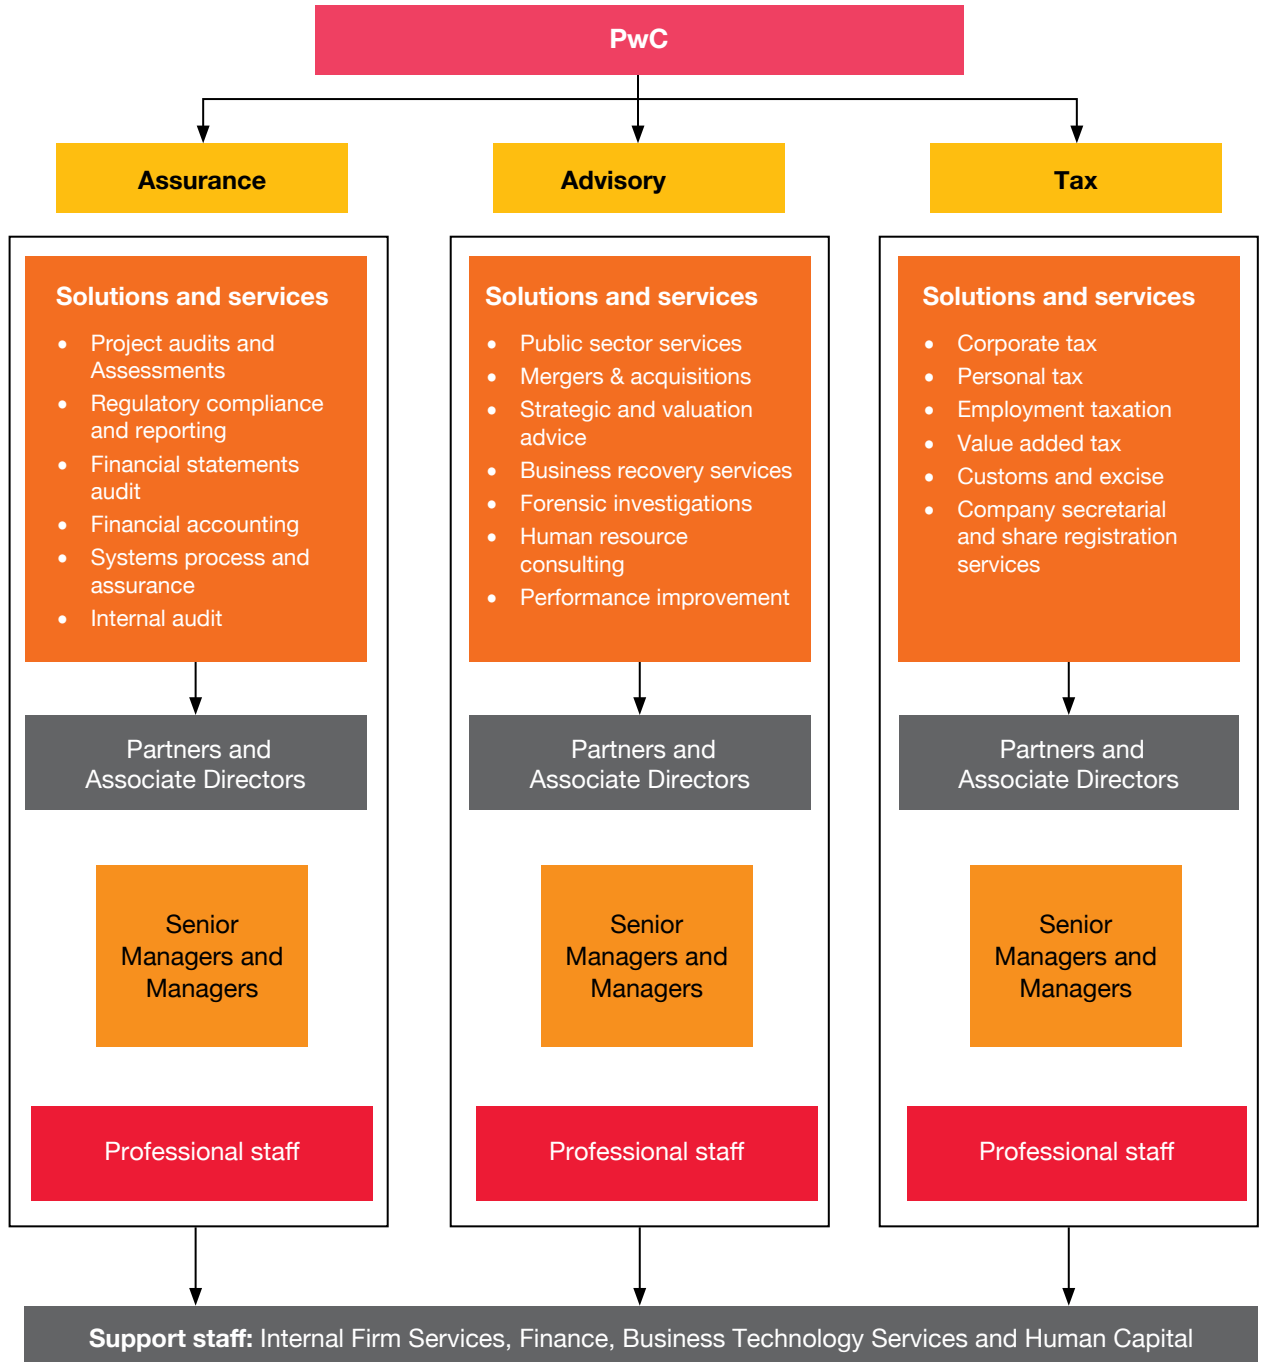 PwC
Assurance
Advisory
Tax
Solutions and services
• Project audits and
Assessments
• Regulatory compliance
and reporting
• Financial statements
audit
• Financial accounting
• Systems process and
assurance
• Internal audit
Partners and
Associate Directors
Senior
Managers and
Managers
Professional staff
Solutions and services
• Public sector services
• Mergers & acquisitions
• Strategic and valuation
advice
• Business recovery services
• Forensic investigations
• Human resource
consulting
• Performance improvement
Partners and
Associate Directors
Senior
Managers and
Managers
Professional staff
Solutions and services
• Corporate tax
• Personal tax
• Employment taxation
• Value added tax
• Customs and excise
• Company secretarial
and share registration
services
Partners and
Associate Directors
Senior
Managers and
Managers
Professional staff
Support staff: Internal Firm Services, Finance, Business Technology Services and Human Capital